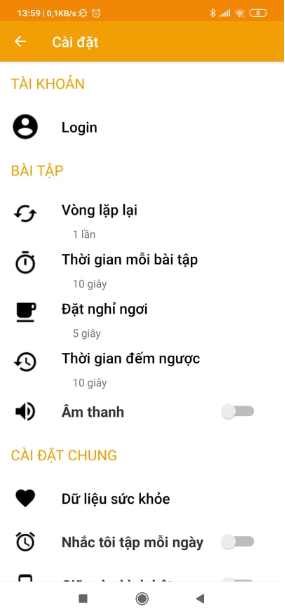 13:59 | 0,1KB/s
Cài đặt
TÀI KHOẢN
Login
BÀI TẬP
Vòng lặp lại
1 lần
Thời gian mỗi bài tập
10 giây
Đặt nghỉ ngơi
5 giây
Thời gian đếm ngược
10 giây
Âm thanh
CÀI ĐẶT CHUNG
Dữ liệu sức khỏe
Nhắc tôi tập mỗi ngày